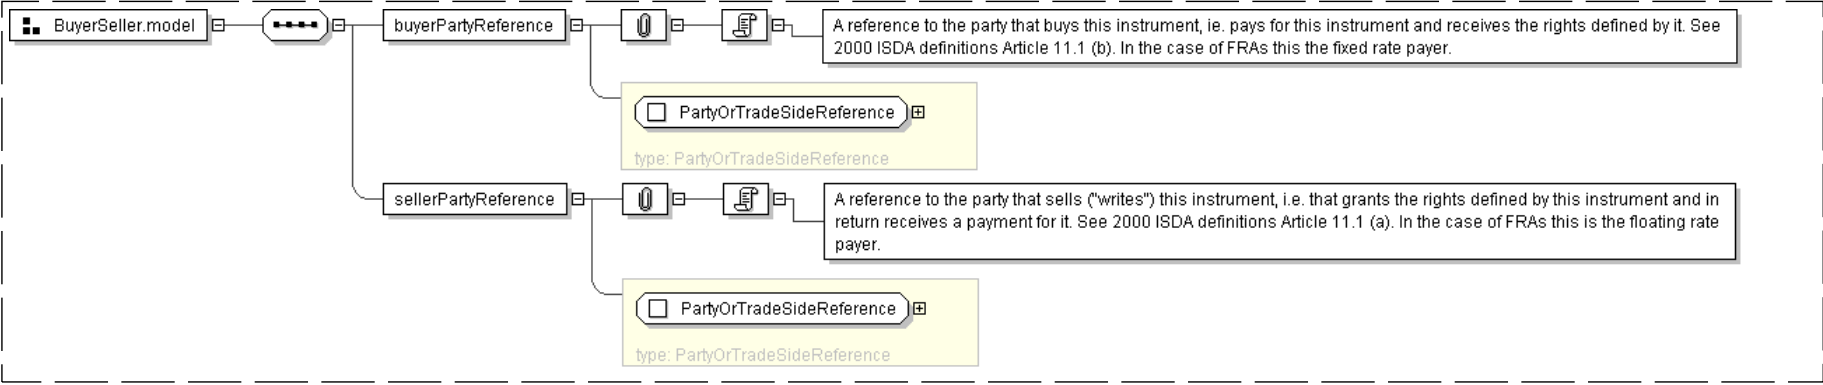 BuyerSeller.model
buyerPartyReference
A reference to the party that buys this instrument, ie. pays for this instrument and receives the rights defined by it. See
2000 ISDA definitions Article 11.1 (b). In the case of FRAs this the fixed rate payer.
PartyOrTradeSideReference
type: PartyOrTradeSideReference
sellerPartyReference
A reference to the party that sells ("writes") this instrument, i.e. that grants the rights defined by this instrument and in
return receives a payment for it. See 2000 ISDA definitions Article 11.1 (a). In the case of FRAs this is the floating rate
payer.
PartyOrTradeSideReference
type: PartyOrTradeSideReference